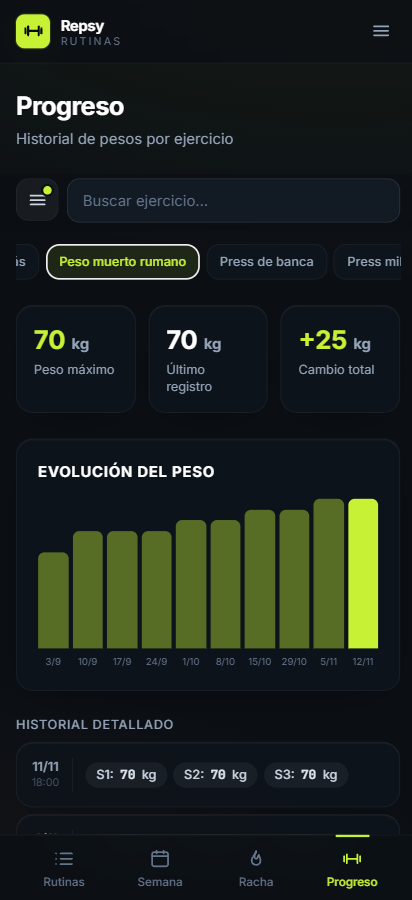 Repsy
RUTINAS
Progreso
Historial de pesos por ejercicio
Buscar ejercicio...
ás
Peso muerto rumano
Press de banca
Press mil
70 kg
Peso máximo
70 kg
Último
registro
+25 kg
Cambio total
EVOLUCIÓN DEL PESO
3/9 10/9 17/9 24/9 1/10 8/10 15/10 29/10 5/11 12/11
HISTORIAL DETALLADO
11/11
18:00
S1: 70 kg
S2: 70 kg
S3: 70 kg
Rutinas
Semana
Racha
Progreso